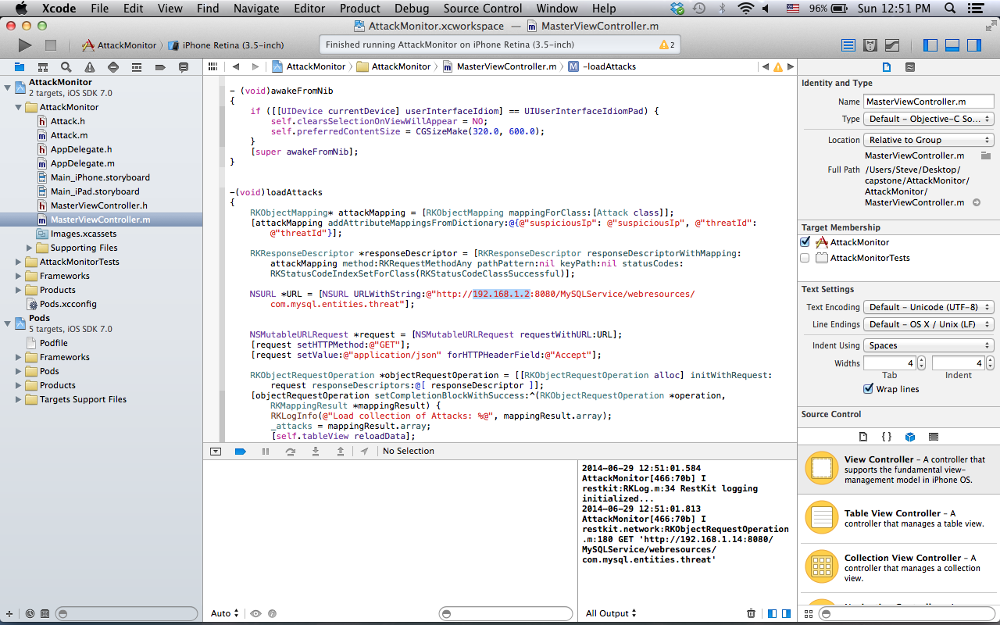 Xcode File Edit View Find Navigate Editor Product Debug Source Control Window Help 96% Sun 12:51 PM
AttackMonitor.xcworkspace — MasterViewController.m
AttackMonitor iPhone Retina (3.5-inch)
Finished running AttackMonitor on iPhone Retina (3.5-inch) 2
AttackMonitor
2 targets, iOS SDK 7.0
AttackMonitor
Attack.h
Attack.m
AppDelegate.h
AppDelegate.m
Main_iPhone.storyboard
Main_iPad.storyboard
MasterViewController.h
MasterViewController.m
Images.xcassets
Supporting Files
AttackMonitorTests
Frameworks
Products
Pods.xcconfig
Pods
5 targets, iOS SDK 7.0
Podfile
Frameworks
Pods
Products
Targets Support Files
AttackMonitor AttackMonitor MasterViewController.m -loadAttacks
- (void)awakeFromNib
{
if ([[UIDevice currentDevice] userInterfaceIdiom] == UIUserInterfaceIdiomPad) {
self.clearsSelectionOnViewWillAppear = NO;
self.preferredContentSize = CGSizeMake(320.0, 600.0);
}
[super awakeFromNib];
}
-(void)loadAttacks
{
RKObjectMapping* attackMapping = [RKObjectMapping mappingForClass:[Attack class]];
[attackMapping addAttributeMappingsFromDictionary:@{@"suspiciousIp": @"suspiciousIp", @"threatId":
@"threatId"}];
RKResponseDescriptor *responseDescriptor = [RKResponseDescriptor responseDescriptorWithMapping:
attackMapping method:RKRequestMethodAny pathPattern:nil keyPath:nil statusCodes:
RKStatusCodeIndexSetForClass(RKStatusCodeClassSuccessful)];
NSURL *URL = [NSURL URLWithString:@"http://192.168.1.2:8080/MySQLService/webresources/
com.mysql.entities.threat"];
NSMutableURLRequest *request = [NSMutableURLRequest requestWithURL:URL];
[request setHTTPMethod:@"GET"];
[request setValue:@"application/json" forHTTPHeaderField:@"Accept"];
RKObjectRequestOperation *objectRequestOperation = [[RKObjectRequestOperation alloc] initWithRequest:
request responseDescriptors:@[ responseDescriptor ]];
[objectRequestOperation setCompletionBlockWithSuccess:^(RKObjectRequestOperation *operation,
RKMappingResult *mappingResult) {
RKLogInfo(@"Load collection of Attacks: %@", mappingResult.array);
_attacks = mappingResult.array;
[self.tableView reloadData];
No Selection
2014-06-29 12:51:01.584
AttackMonitor[466:70b] I
restkit:RKLog.m:34 RestKit logging
initialized...
2014-06-29 12:51:01.813
AttackMonitor[466:70b] I
restkit.network:RKObjectRequestOperation
.m:180 GET 'http://192.168.1.14:8080/
MySQLService/webresources/
com.mysql.entities.threat'
Auto
All Output
Identity and Type
Name MasterViewController.m
Type Default - Objective-C So...
Location Relative to Group
MasterViewController.m
Full Path /Users/Steve/Desktop/
capstone/AttackMonitor/
AttackMonitor/
MasterViewController.m
Target Membership
AttackMonitor
AttackMonitorTests
Text Settings
Text Encoding Default - Unicode (UTF-8)
Line Endings Default - OS X / Unix (LF)
Indent Using Spaces
Widths 4 4
Tab Indent
Wrap lines
Source Control
View Controller - A controller that
supports the fundamental view-
management model in iPhone OS.
Table View Controller - A
controller that manages a table view.
Collection View Controller - A
controller that manages a collection
view.